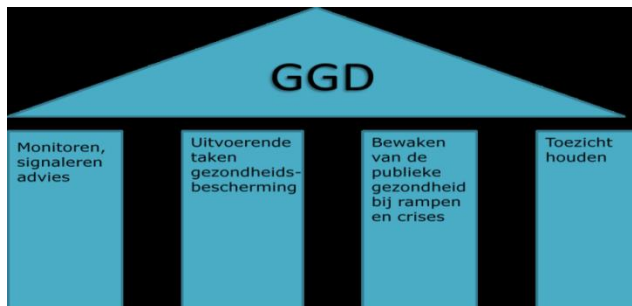 GGD
Monitoren,
signaleren
advies
Uitvoerende
taken
gezondheids-
bescherming
Bewaken
van de
publieke
gezondheid
bij rampen
en crises
Toezicht
houden